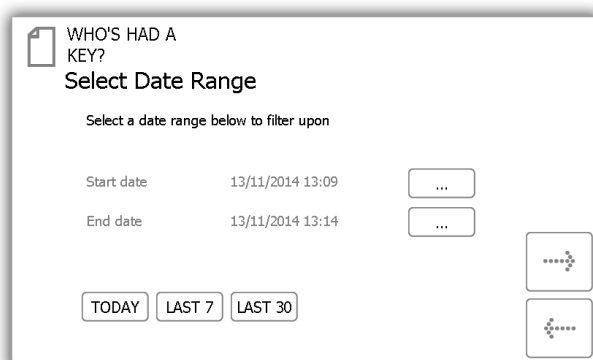 WHO'S HAD A
KEY?
Select Date Range
Select a date range below to filter upon
Start date 13/11/2014 13:09 ...
End date 13/11/2014 13:14 ...
TODAY LAST 7 LAST 30